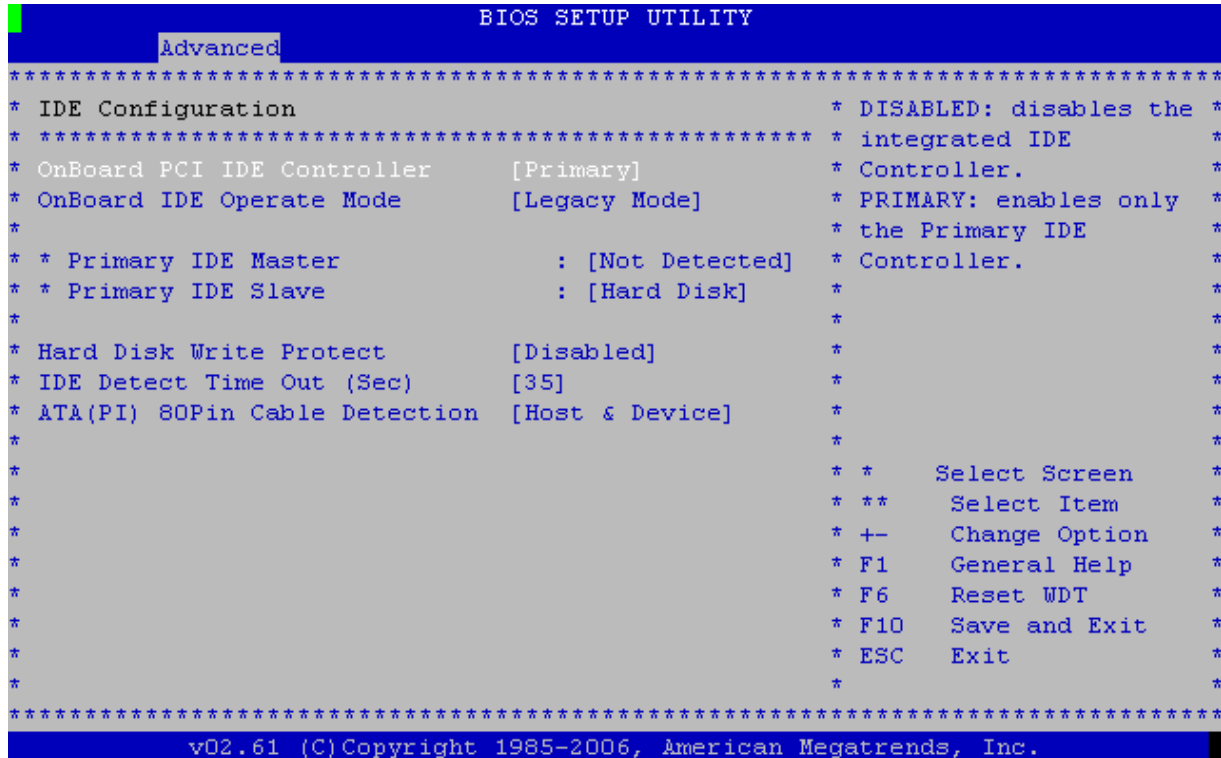 BIOS SETUP UTILITY
Advanced
********************************************************************************
* IDE Configuration * DISABLED: disables the *
* *************************************************** * integrated IDE *
* OnBoard PCI IDE Controller [Primary] * Controller. *
* OnBoard IDE Operate Mode [Legacy Mode] * PRIMARY: enables only *
* * the Primary IDE *
* * Primary IDE Master : [Not Detected] * Controller. *
* * Primary IDE Slave : [Hard Disk] * *
* * *
* Hard Disk Write Protect [Disabled] * *
* IDE Detect Time Out (Sec) [35] * *
* ATA(PI) 80Pin Cable Detection [Host & Device] * *
* * *
* * * Select Screen *
* * ** Select Item *
* * +- Change Option *
* * F1 General Help *
* * F6 Reset WDT *
* * F10 Save and Exit *
* * ESC Exit *
* * *
********************************************************************************
v02.61 (C)Copyright 1985-2006, American Megatrends, Inc.